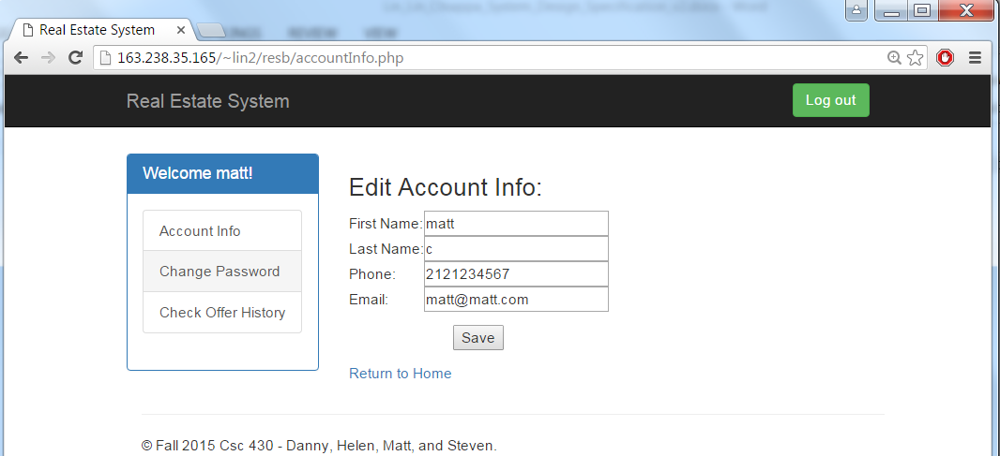 Real Estate System
163.238.35.165/~lin2/resb/accountInfo.php
Real Estate System
Log out
Welcome matt!
Account Info
Change Password
Check Offer History
Edit Account Info:
First Name: matt
Last Name: c
Phone: 2121234567
Email: matt@matt.com
Save
Return to Home
© Fall 2015 Csc 430 - Danny, Helen, Matt, and Steven.